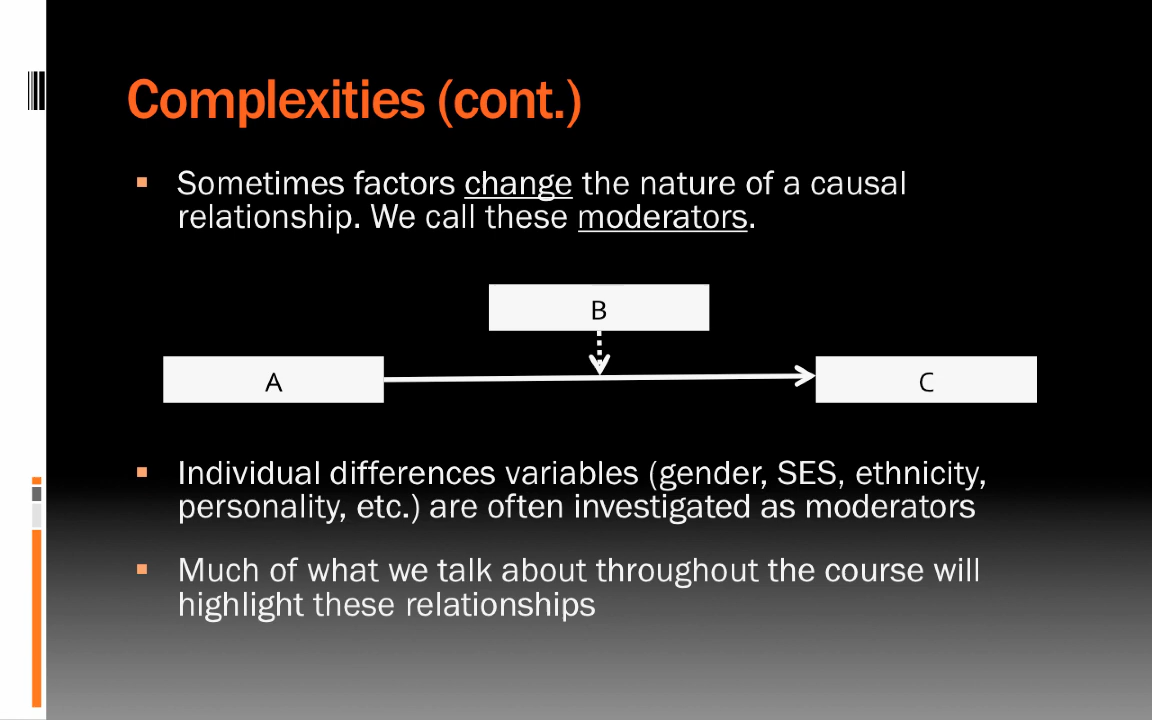 Complexities (cont.)
Sometimes factors change the nature of a causal
relationship. We call these moderators.
B
A
C
Individual differences variables (gender, SES, ethnicity,
personality, etc.) are often investigated as moderators
Much of what we talk about throughout the course will
highlight these relationships